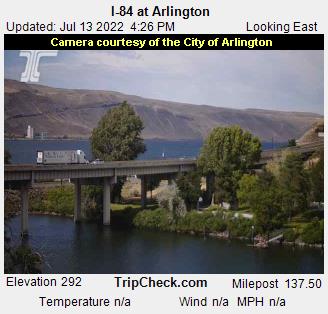 I-84 at Arlington
Updated: Jul 13 2022 4:26 PM Looking East
Camera courtesy of the City of Arlington
Elevation 292 TripCheck.com Milepost 137.50
Temperature n/a Wind n/a MPH n/a